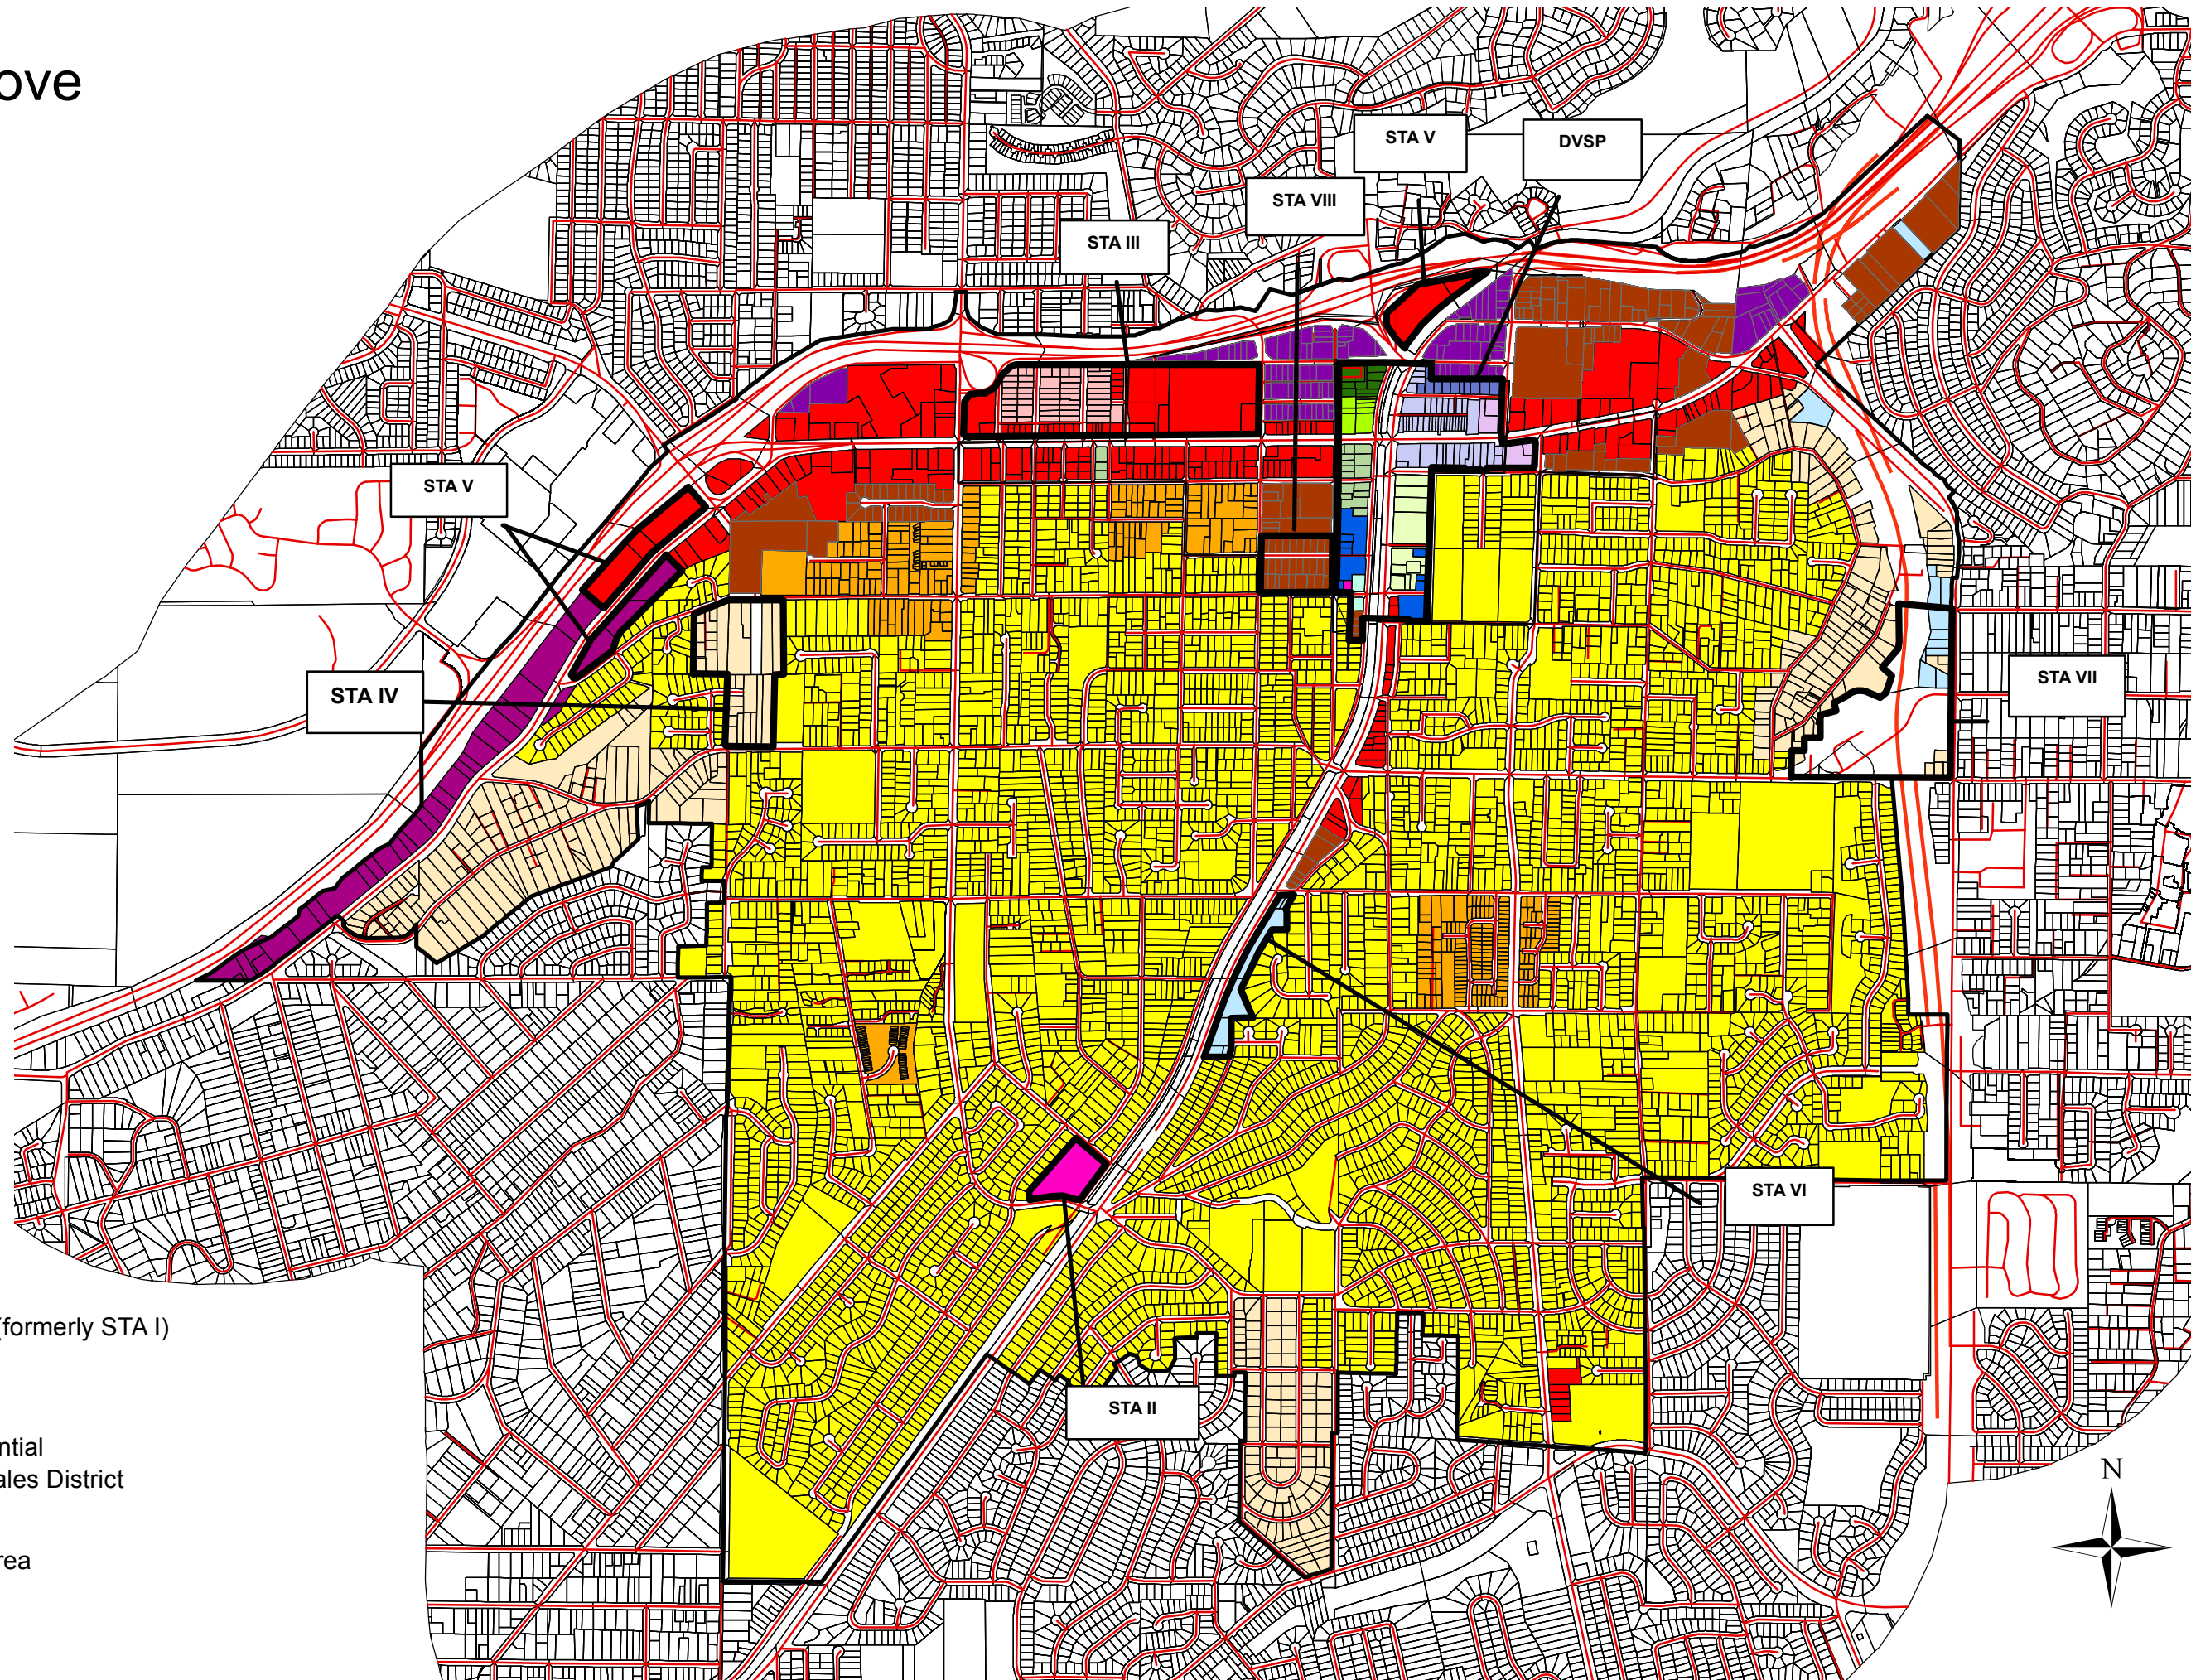 ove
STA V
DVSP
STA VIII
STA III
STA V
STA IV
STA VII
STA VI
(formerly STA I)
STA II
ntial
ales District
N
rea